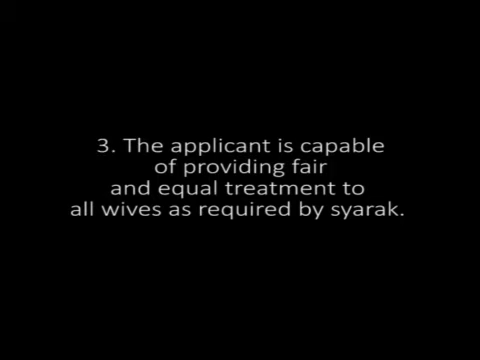 3. The applicant is capable
of providing fair
and equal treatment to
all wives as required by syarak.